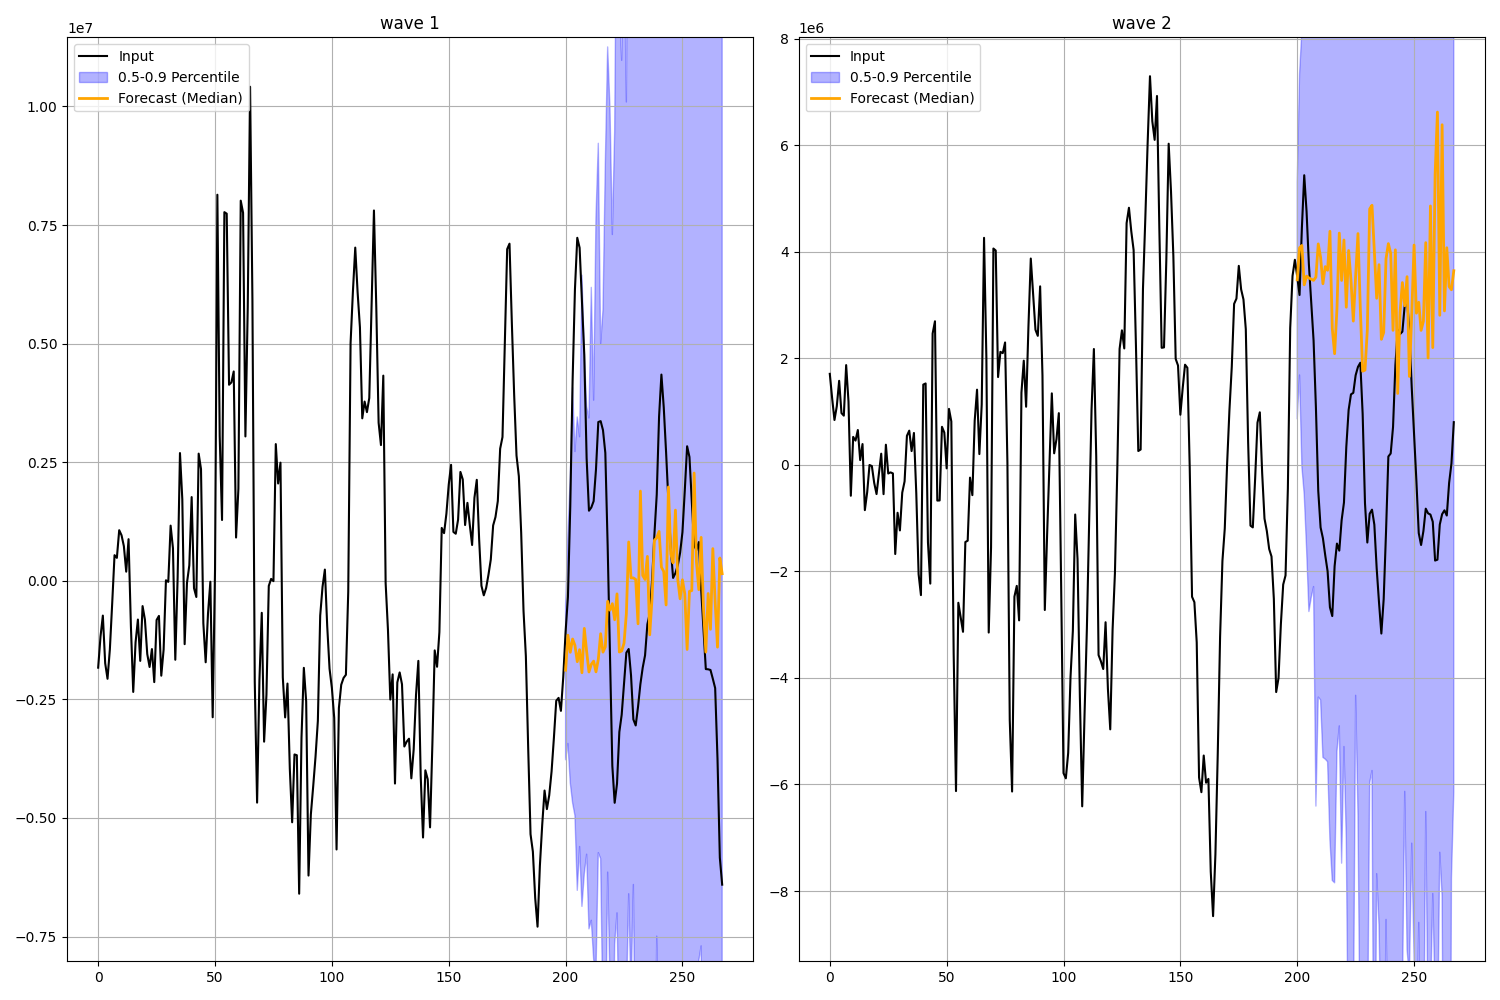 wave 1
1e7
Input
0.5-0.9 Percentile
Forecast (Median)
1.00
0.75
0.50
0.25
0.00
−0.25
−0.50
−0.75
0 50 100 150 200 250
wave 2
1e6
Input
0.5-0.9 Percentile
Forecast (Median)
8
6
4
2
0
−2
−4
−6
−8
0 50 100 150 200 250